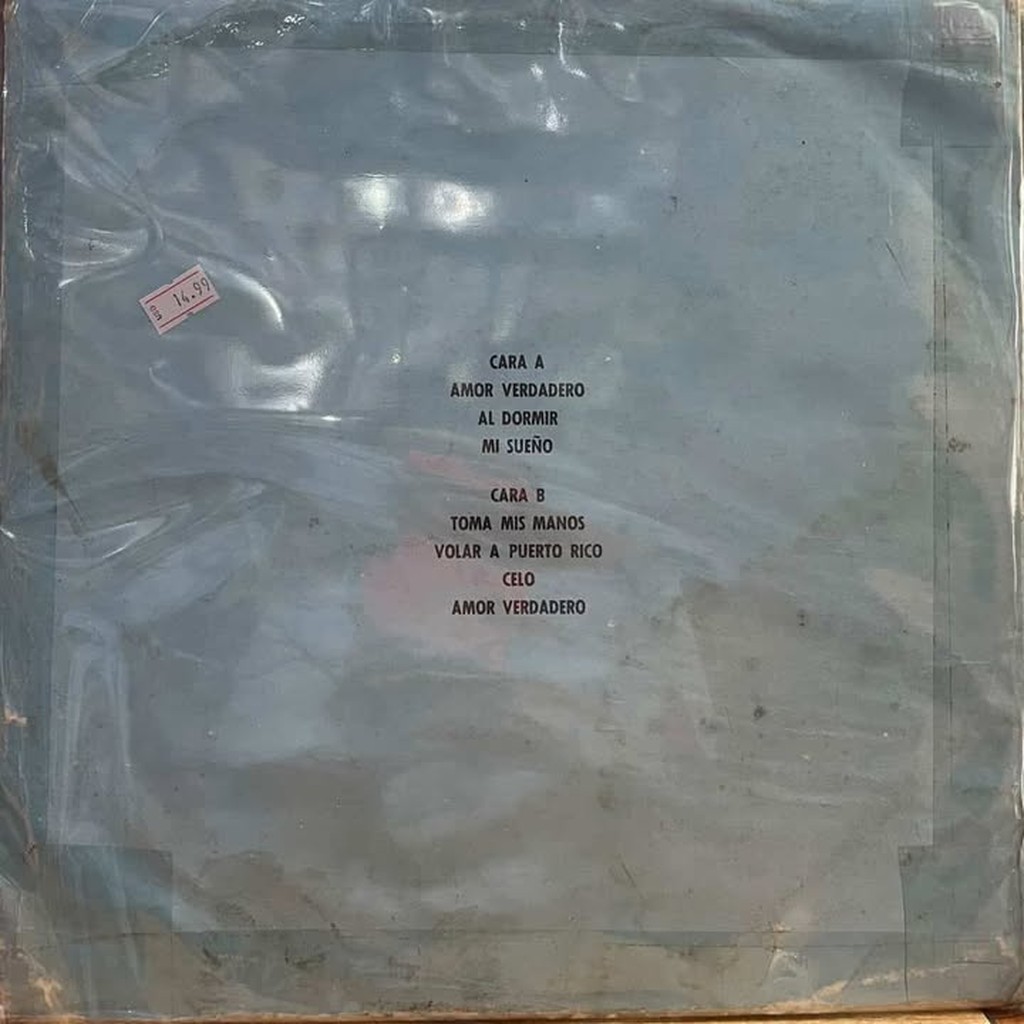 14.99
CARA A
AMOR VERDADERO
AL DORMIR
MI SUEÑO
CARA B
TOMA MIS MANOS
VOLAR A PUERTO RICO
CELO
AMOR VERDADERO